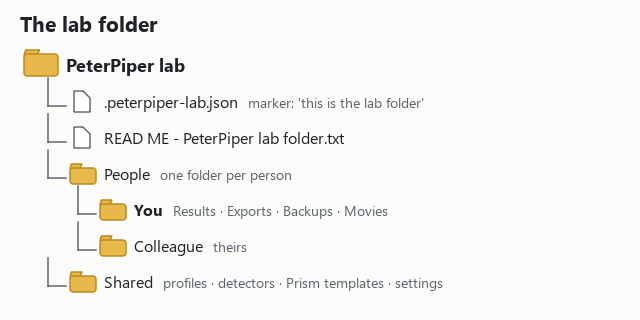 The lab folder
PeterPiper lab
.peterpiper-lab.json marker: 'this is the lab folder'
READ ME - PeterPiper lab folder.txt
People one folder per person
You Results · Exports · Backups · Movies
Colleague theirs
Shared profiles · detectors · Prism templates · settings